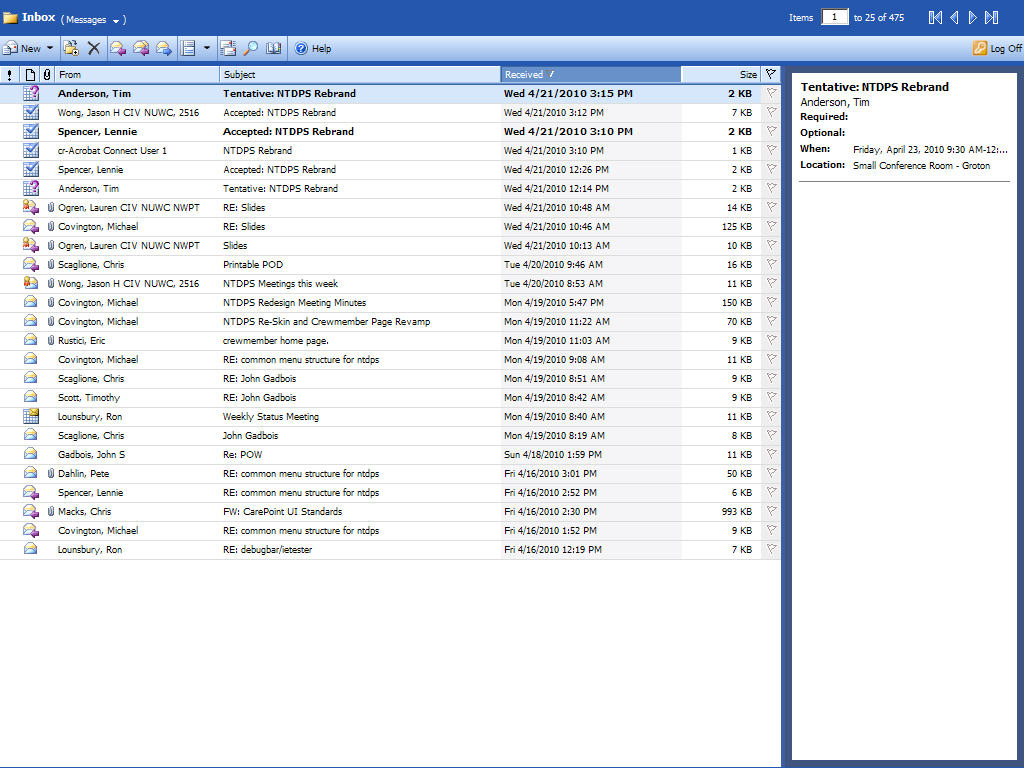 Inbox (Messages )
Items 1 to 25 of 475
New Help Log Off
! From Subject Received / Size
Anderson, Tim Tentative: NTDPS Rebrand Wed 4/21/2010 3:15 PM 2 KB
Wong, Jason H CIV NUWC, 2516 Accepted: NTDPS Rebrand Wed 4/21/2010 3:12 PM 7 KB
Spencer, Lennie Accepted: NTDPS Rebrand Wed 4/21/2010 3:10 PM 2 KB
cr-Acrobat Connect User 1 NTDPS Rebrand Wed 4/21/2010 3:10 PM 1 KB
Spencer, Lennie Accepted: NTDPS Rebrand Wed 4/21/2010 12:26 PM 2 KB
Anderson, Tim Tentative: NTDPS Rebrand Wed 4/21/2010 12:14 PM 2 KB
Ogren, Lauren CIV NUWC NWPT RE: Slides Wed 4/21/2010 10:48 AM 14 KB
Covington, Michael RE: Slides Wed 4/21/2010 10:46 AM 125 KB
Ogren, Lauren CIV NUWC NWPT Slides Wed 4/21/2010 10:13 AM 10 KB
Scaglione, Chris Printable POD Tue 4/20/2010 9:46 AM 16 KB
Wong, Jason H CIV NUWC, 2516 NTDPS Meetings this week Tue 4/20/2010 8:53 AM 11 KB
Covington, Michael NTDPS Redesign Meeting Minutes Mon 4/19/2010 5:47 PM 150 KB
Covington, Michael NTDPS Re-Skin and Crewmember Page Revamp Mon 4/19/2010 11:22 AM 70 KB
Rustici, Eric crewmember home page. Mon 4/19/2010 11:03 AM 9 KB
Covington, Michael RE: common menu structure for ntdps Mon 4/19/2010 9:08 AM 11 KB
Scaglione, Chris RE: John Gadbois Mon 4/19/2010 8:51 AM 9 KB
Scott, Timothy RE: John Gadbois Mon 4/19/2010 8:42 AM 9 KB
Lounsbury, Ron Weekly Status Meeting Mon 4/19/2010 8:40 AM 11 KB
Scaglione, Chris John Gadbois Mon 4/19/2010 8:19 AM 8 KB
Gadbois, John S Re: POW Sun 4/18/2010 1:59 PM 11 KB
Dahlin, Pete RE: common menu structure for ntdps Fri 4/16/2010 3:01 PM 50 KB
Spencer, Lennie RE: common menu structure for ntdps Fri 4/16/2010 2:52 PM 6 KB
Macks, Chris FW: CarePoint UI Standards Fri 4/16/2010 2:30 PM 993 KB
Covington, Michael RE: common menu structure for ntdps Fri 4/16/2010 1:52 PM 9 KB
Lounsbury, Ron RE: debugbar/ietester Fri 4/16/2010 12:19 PM 7 KB
Tentative: NTDPS Rebrand
Anderson, Tim
Required:
Optional:
When: Friday, April 23, 2010 9:30 AM-12:...
Location: Small Conference Room - Groton